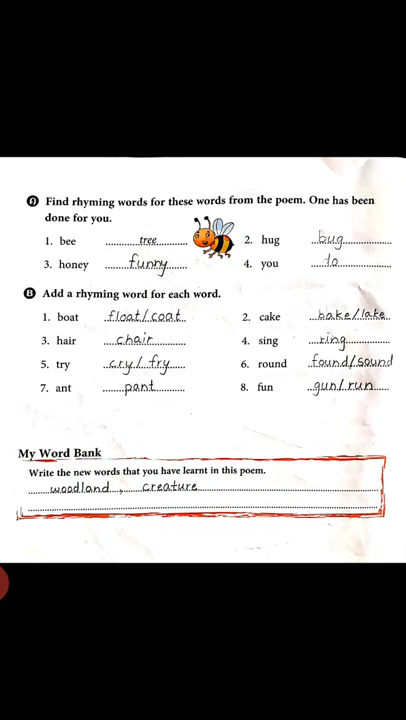 A Find rhyming words for these words from the poem. One has been
done for you.
1. bee tree 2. hug bug
3. honey funny 4. you to
B Add a rhyming word for each word.
1. boat float/coat 2. cake bake/lake
3. hair chair 4. sing ring
5. try cry/fry 6. round found/sound
7. ant pant 8. fun gun/run
My Word Bank
Write the new words that you have learnt in this poem.
woodland, creature